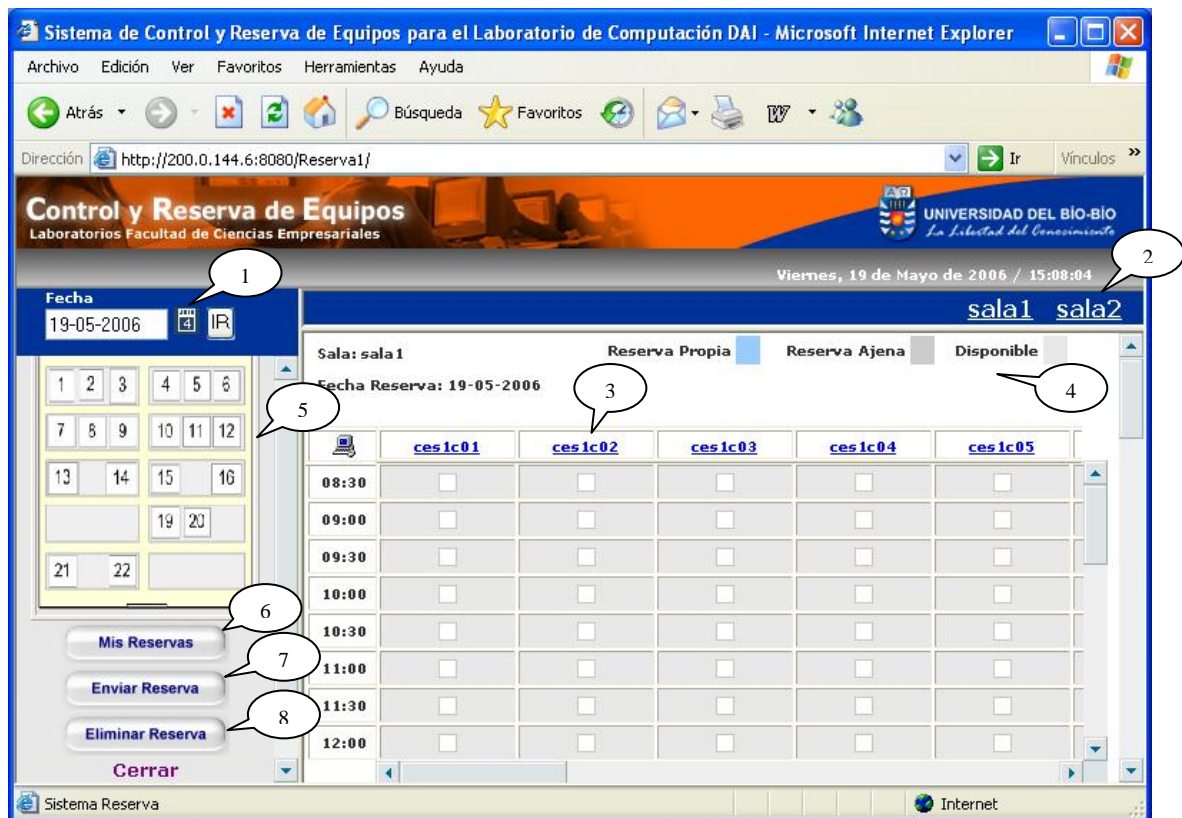 Sistema de Control y Reserva de Equipos para el Laboratorio de Computación DAI - Microsoft Internet Explorer
Archivo Edición Ver Favoritos Herramientas Ayuda
Atrás Búsqueda Favoritos
Dirección http://200.0.144.6:8080/Reserva1/ Ir Vínculos »
Control y Reserva de Equipos
Laboratorios Facultad de Ciencias Empresariales
UNIVERSIDAD DEL BÍO-BÍO
La Libertad del Conocimiento
1
2
Viernes, 19 de Mayo de 2006 / 15:08:04
Fecha
19-05-2006 4 IR
sala1 sala2
Sala: sala1 Reserva Propia Reserva Ajena Disponible
Fecha Reserva: 19-05-2006
3
4
5
1 2 3 4 5 6
7 8 9 10 11 12
13 14 15 16
19 20
21 22
ces1c01 ces1c02 ces1c03 ces1c04 ces1c05
08:30
09:00
09:30
10:00
10:30
11:00
11:30
12:00
6
Mis Reservas
7
Enviar Reserva
8
Eliminar Reserva
Cerrar
Sistema Reserva Internet